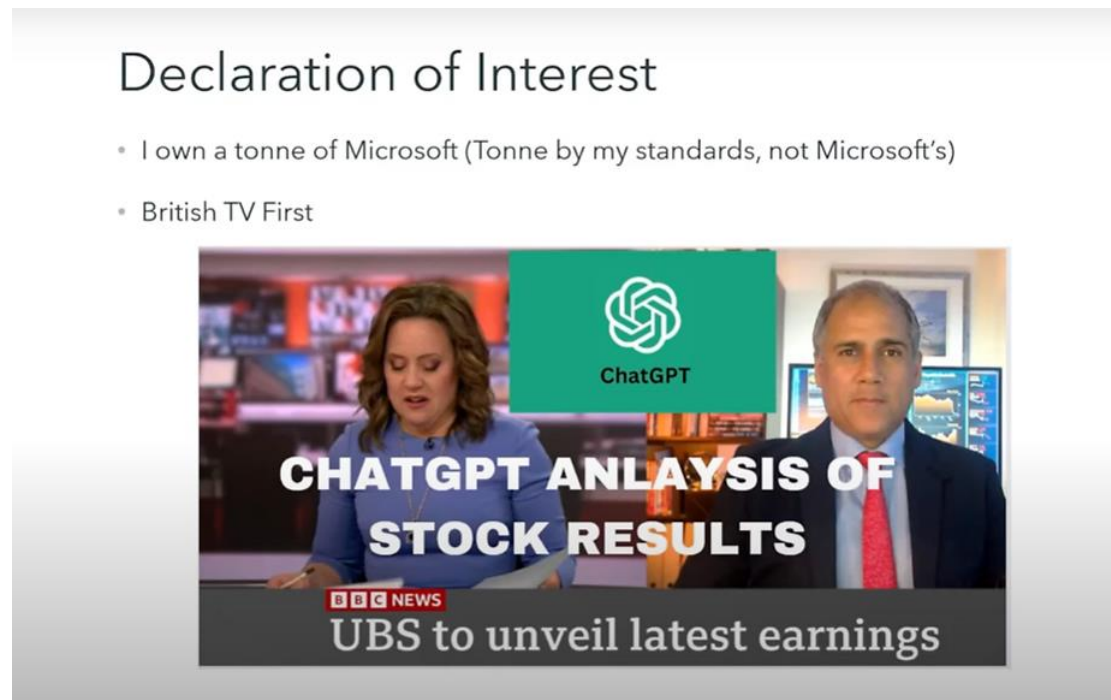 Declaration of Interest
• I own a tonne of Microsoft (Tonne by my standards, not Microsoft's)
• British TV First
ChatGPT
CHATGPT ANLAYSIS OF
STOCK RESULTS
BBC NEWS
UBS to unveil latest earnings